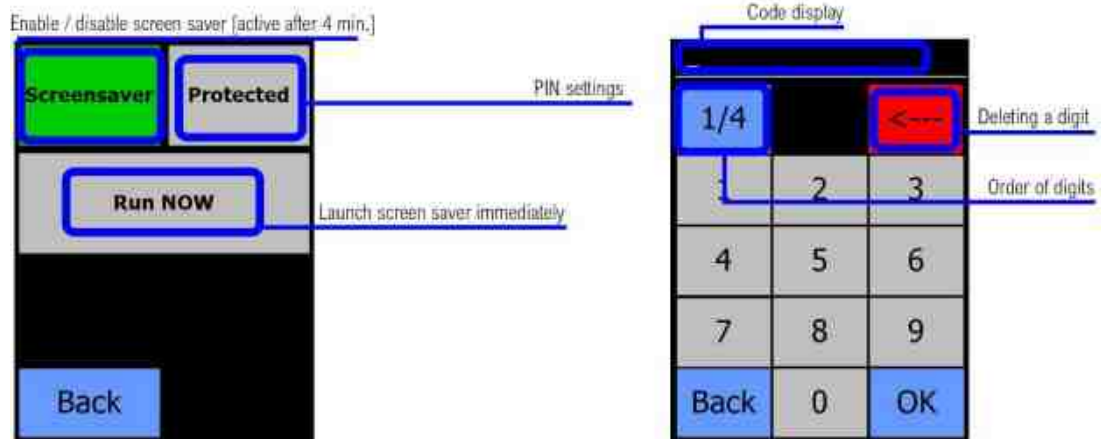 Enable / disable screen saver [active after 4 min.]
Screensaver
Protected
PIN settings
Run NOW
Launch screen saver immediately
Back
Code display
1/4
<---
Deleting a digit
Order of digits
1 2 3
4 5 6
7 8 9
Back 0 OK